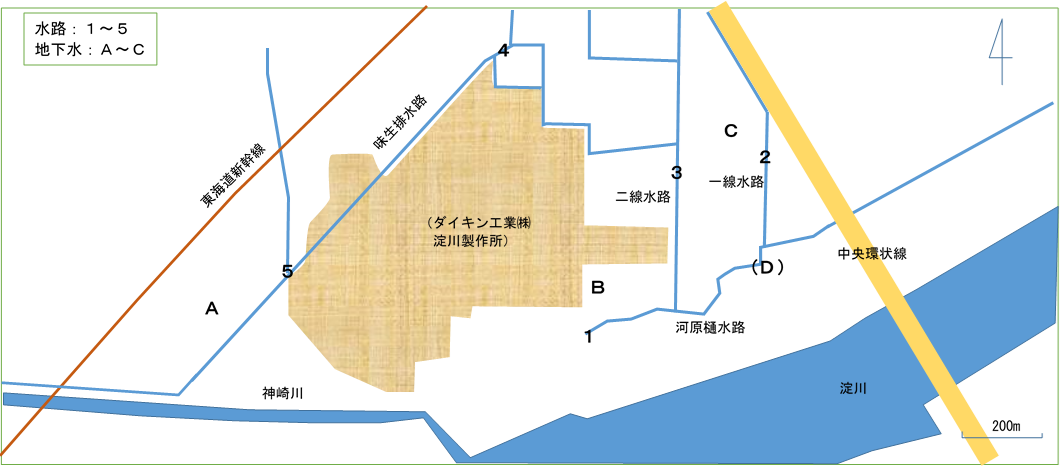 水路：１～５
地下水：Ａ～Ｃ
4
味生排水路
C
2
東海道新幹線
3
一線水路
二線水路
（ダイキン工業㈱
淀川製作所）
中央環状線
（D）
5
B
A
河原樋水路
1
神崎川
淀川
200m